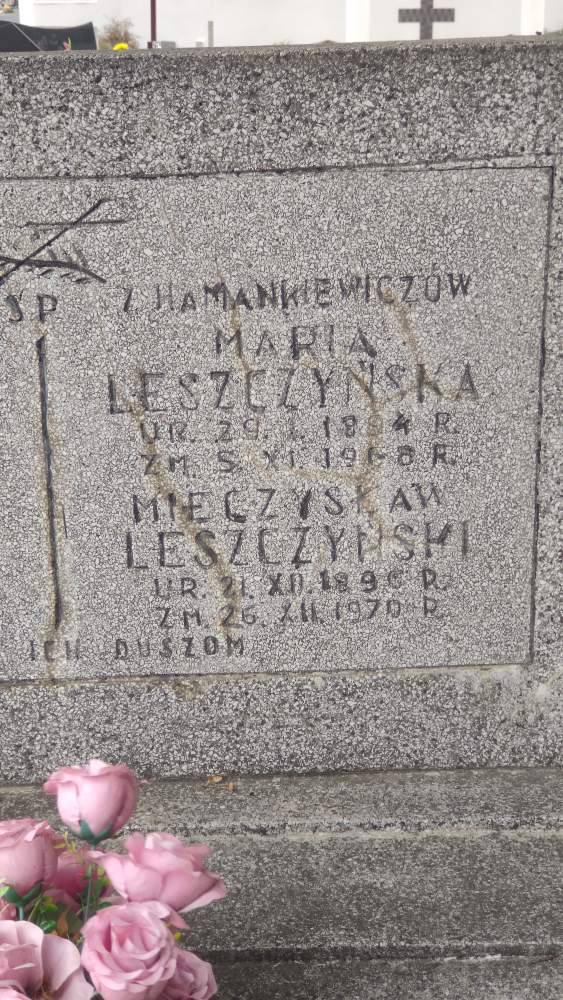 ŚP
Z HAMANKIEWICZÓW
MARIA
LESZCZYŃSKA
UR. 29. I. 1894 R.
ZM. 5 XI. 1968 R.
MIECZYSŁAW
LESZCZYŃSKI
UR. 21. XII. 1896 R.
ZM. 26. XII. 1970 R.
ICH DUSZOM